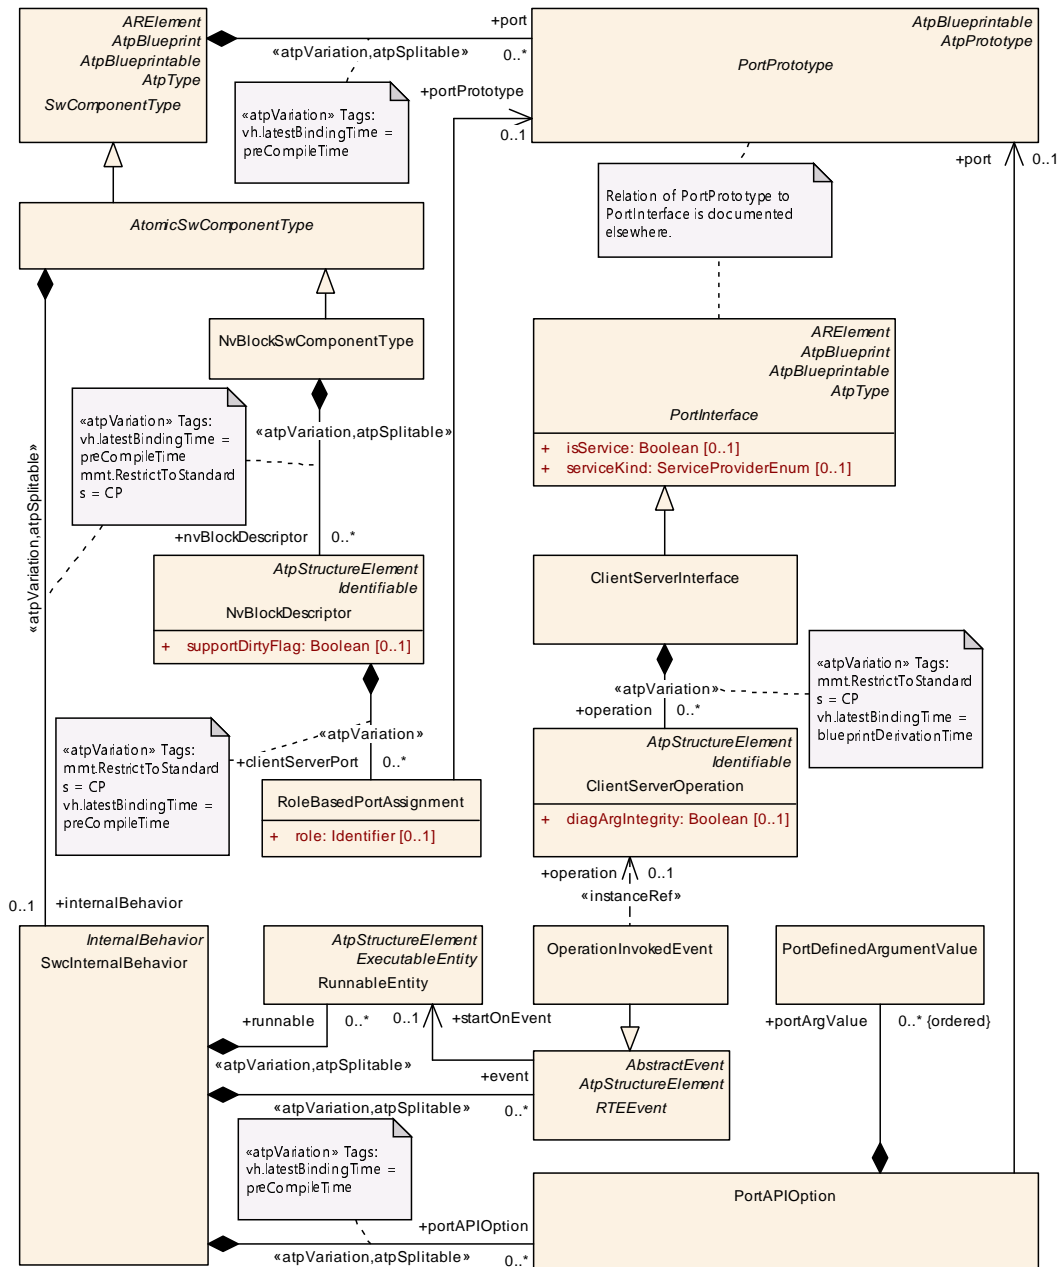 ARElement
AtpBlueprint
AtpBlueprintable
AtpType
SwComponentType
+port
«atpVariation,atpSplitable»
0..*
AtpBlueprintable
AtpPrototype
PortPrototype
«atpVariation» Tags:
vh.latestBindingTime =
preCompileTime
+portPrototype
0..1
+port
0..1
Relation of PortPrototype to
PortInterface is documented
elsewhere.
AtomicSwComponentType
NvBlockSwComponentType
ARElement
AtpBlueprint
AtpBlueprintable
AtpType
PortInterface
+ isService: Boolean [0..1]
+ serviceKind: ServiceProviderEnum [0..1]
«atpVariation» Tags:
vh.latestBindingTime =
preCompileTime
mmt.RestrictToStandard
s = CP
«atpVariation,atpSplitable»
«atpVariation,atpSplitable»
+nvBlockDescriptor
0..*
AtpStructureElement
Identifiable
NvBlockDescriptor
+ supportDirtyFlag: Boolean [0..1]
ClientServerInterface
«atpVariation» Tags:
mmt.RestrictToStandard
s = CP
vh.latestBindingTime =
blueprintDerivationTime
«atpVariation»
+operation
0..*
«atpVariation» Tags:
mmt.RestrictToStandard
s = CP
vh.latestBindingTime =
preCompileTime
«atpVariation»
+clientServerPort
0..*
RoleBasedPortAssignment
+ role: Identifier [0..1]
AtpStructureElement
Identifiable
ClientServerOperation
+ diagArgIntegrity: Boolean [0..1]
+operation
0..1
«instanceRef»
0..1
+internalBehavior
InternalBehavior
SwcInternalBehavior
AtpStructureElement
ExecutableEntity
RunnableEntity
OperationInvokedEvent
PortDefinedArgumentValue
+runnable
0..*
0..1
+startOnEvent
+portArgValue
0..* {ordered}
«atpVariation,atpSplitable»
+event
«atpVariation,atpSplitable»
0..*
AbstractEvent
AtpStructureElement
RTEEvent
«atpVariation» Tags:
vh.latestBindingTime =
preCompileTime
+portAPIOption
«atpVariation,atpSplitable»
0..*
PortAPIOption